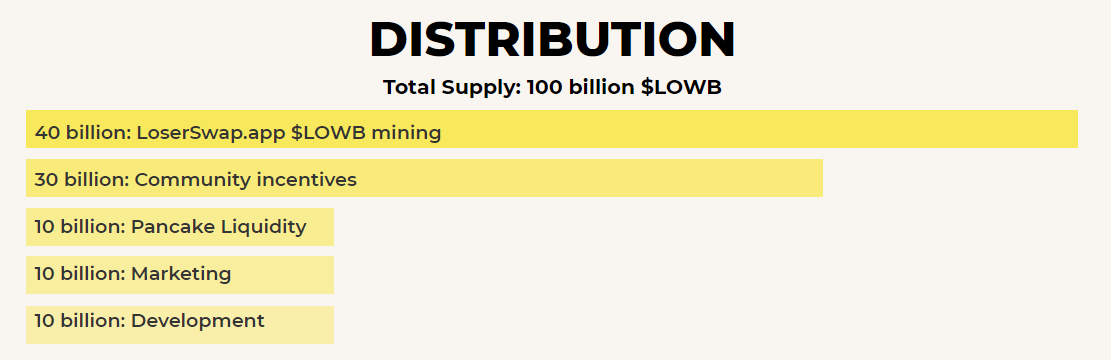 DISTRIBUTION
Total Supply: 100 billion $LOWB
40 billion: LoserSwap.app $LOWB mining
30 billion: Community incentives
10 billion: Pancake Liquidity
10 billion: Marketing
10 billion: Development